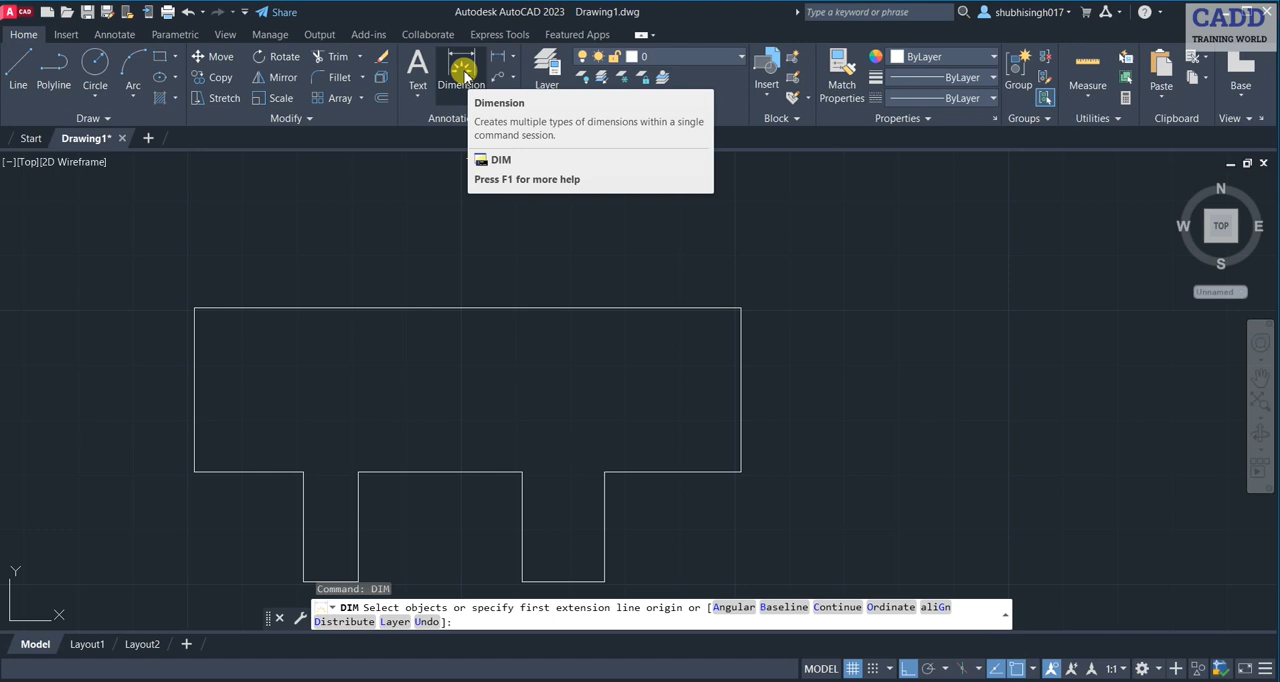 CAD
Share
Autodesk AutoCAD 2023 Drawing1.dwg
Type a keyword or phrase
shubhisingh017
CADD
TRAINING WORLD
Home Insert Annotate Parametric View Manage Output Add-ins Collaborate Express Tools Featured Apps
Line Polyline Circle Arc
Move Rotate Trim
Copy Mirror Fillet
Stretch Scale Array
Text Dimension
Layer
0
Insert
Match
Properties
ByLayer
ByLayer
ByLayer
Group
Measure
Paste
Base
Draw Modify Annotati Block Properties Groups Utilities Clipboard View
Dimension
Creates multiple types of dimensions within a single
command session.
DIM
Press F1 for more help
Start Drawing1*
[−][Top][2D Wireframe]
N
W TOP E
S
Unnamed
Y
X
Command: DIM
DIM Select objects or specify first extension line origin or [Angular Baseline Continue Ordinate aliGn
Distribute Layer Undo]:
Model Layout1 Layout2
MODEL 1:1